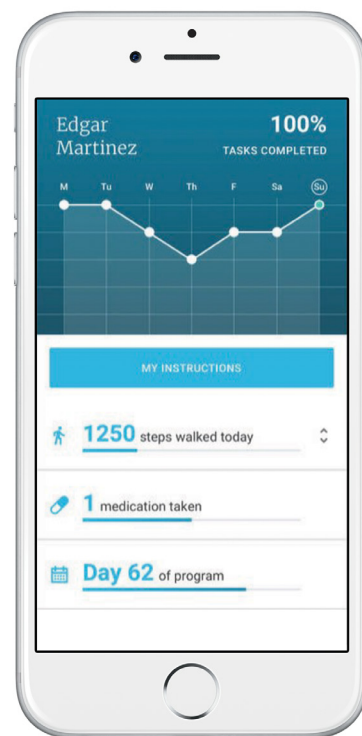 Edgar
Martinez
100%
TASKS COMPLETED
M Tu W Th F Sa Su
MY INSTRUCTIONS
1250 steps walked today
1 medication taken
Day 62 of program